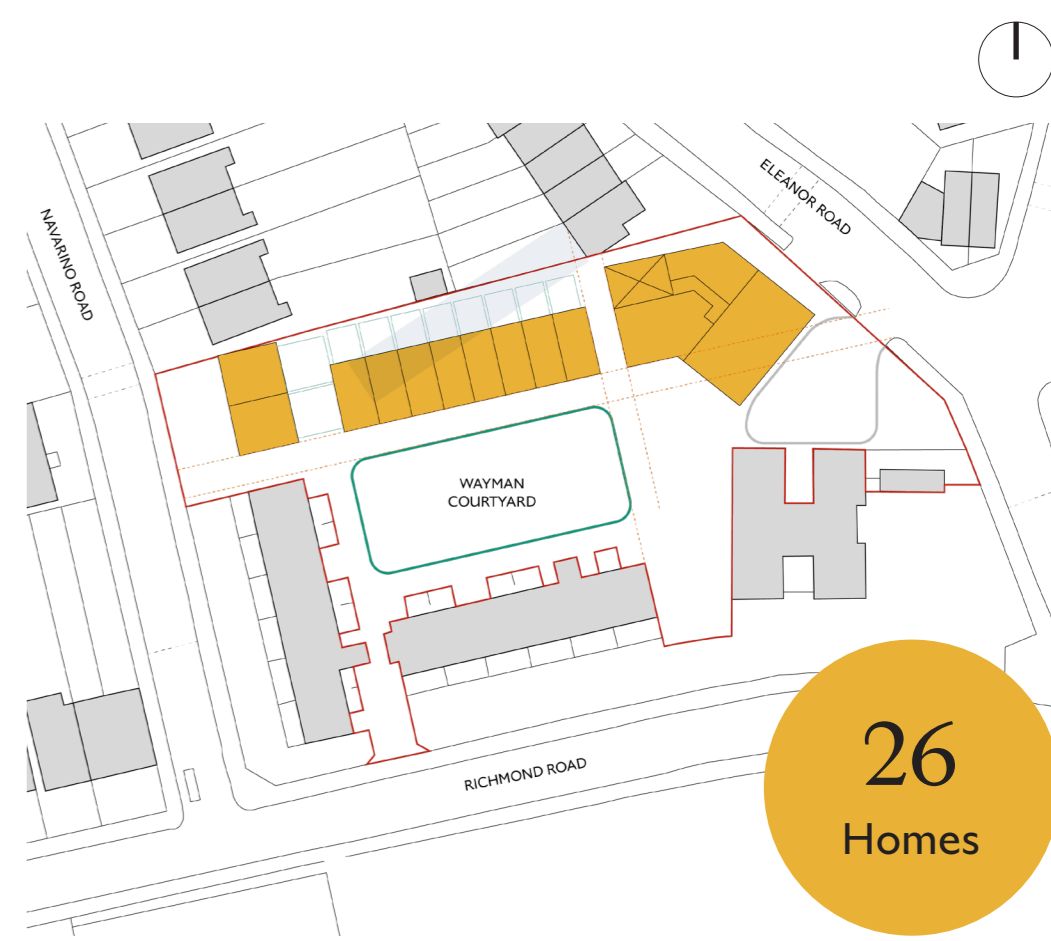 ELEANOR ROAD
NAVARINO ROAD
WAYMAN
COURTYARD
RICHMOND ROAD
26
Homes